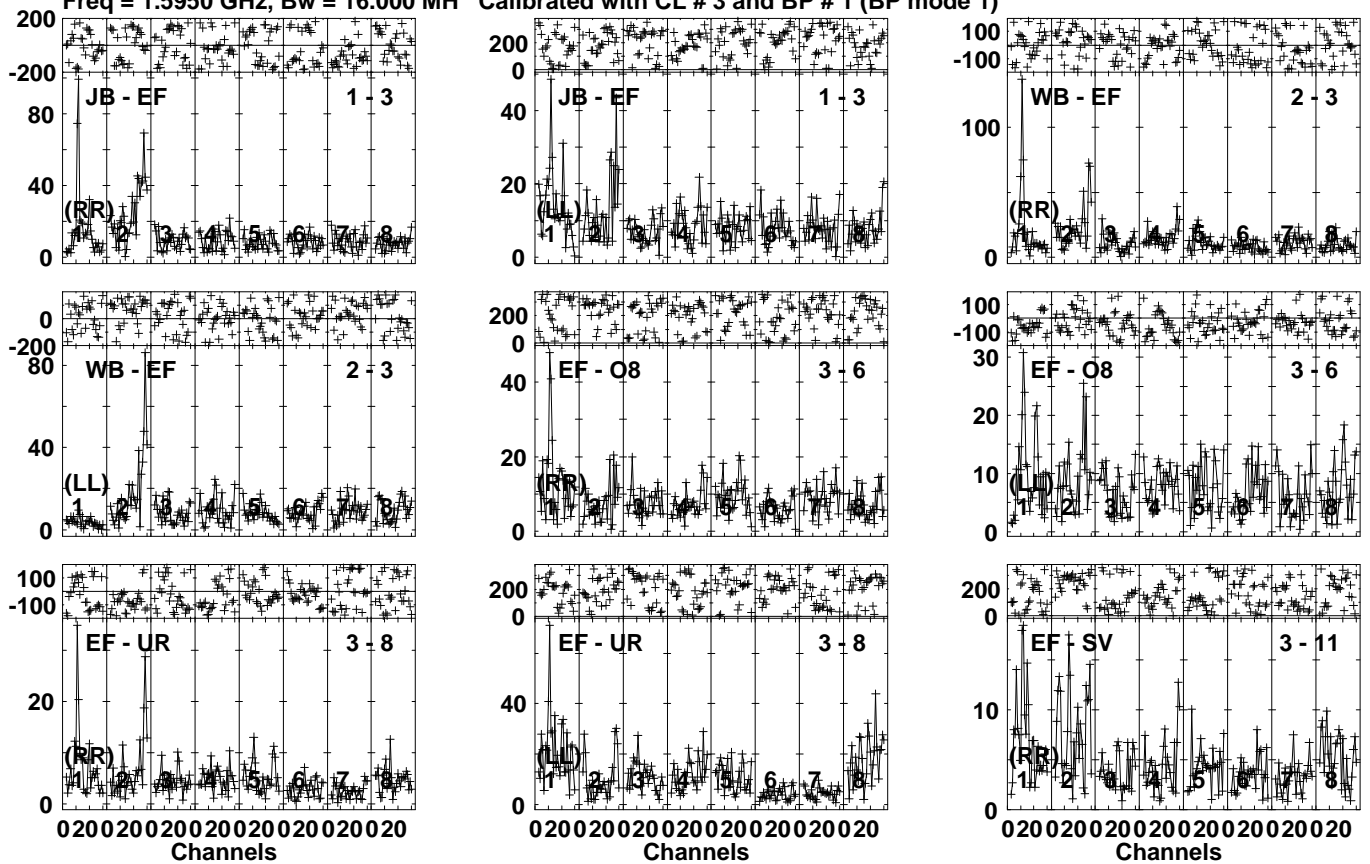 Freq = 1.5950 GHz, Bw = 16.000 MH Calibrated with CL # 3 and BP # 1 (BP mode 1)
200
-200
JB - EF 1 - 3
80
40
0
(RR)
1 2 3 4 5 6 7 8
200
0
JB - EF 1 - 3
40
20
0
(LL)
1 2 3 4 5 6 7 8
100
-100
WB - EF 2 - 3
100
0
(RR)
1 2 3 4 5 6 7 8
0
-200
WB - EF 2 - 3
80
40
0
(LL)
1 2 3 4 5 6 7 8
200
0
EF - O8 3 - 6
40
20
0
(RR)
1 2 3 4 5 6 7 8
100
-100
EF - O8 3 - 6
30
20
10
0
(LL)
1 2 3 4 5 6 7 8
100
-100
EF - UR 3 - 8
20
0
(RR)
1 2 3 4 5 6 7 8
200
0
EF - UR 3 - 8
40
0
(LL)
1 2 3 4 5 6 7 8
200
0
EF - SV 3 - 11
10
0
(RR)
1 2 3 4 5 6 7 8
0 20 0 20 0 20 0 20 0 20 0 20 0 20 0 20
Channels
0 20 0 20 0 20 0 20 0 20 0 20 0 20 0 20
Channels
0 20 0 20 0 20 0 20 0 20 0 20 0 20 0 20
Channels